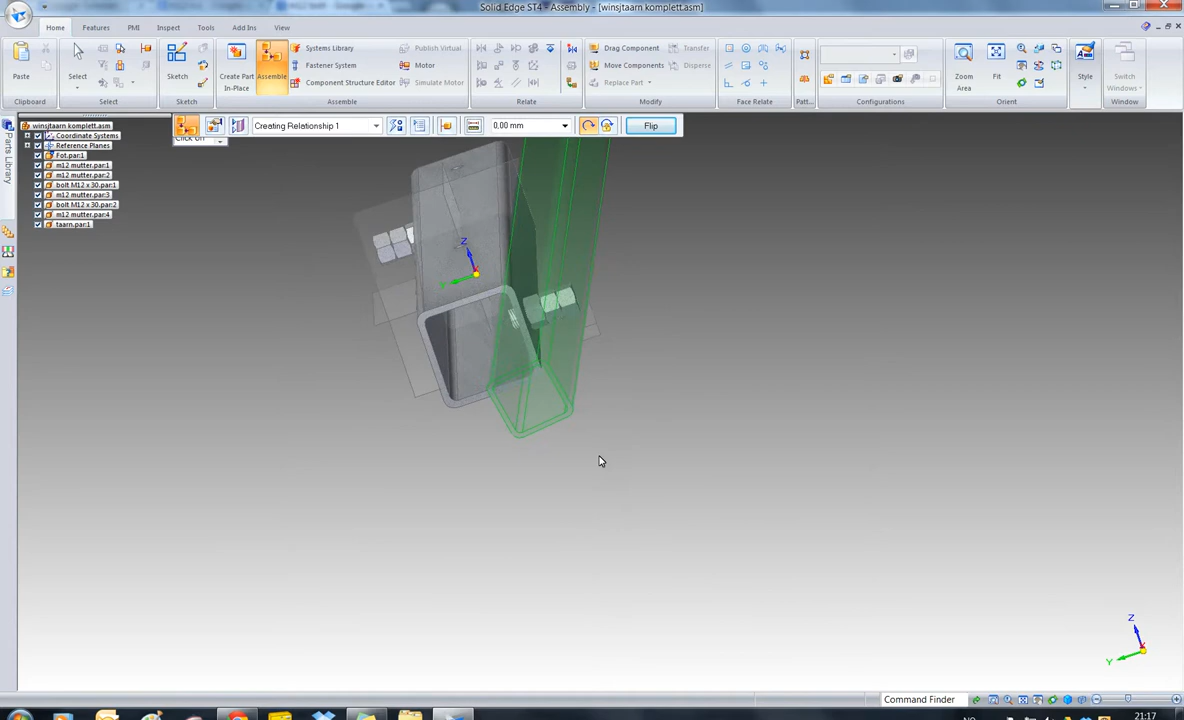 Solid Edge ST4 - Assembly - [winsjtaarn komplett.asm]
Home Features PMI Inspect Tools Add Ins View
Paste Select Sketch Create Part In-Place Assemble
Systems Library Publish Virtual
Fastener System Motor
Component Structure Editor Simulate Motor
Drag Component Transfer
Move Components Disperse
Replace Part
Zoom Area Fit Style Switch Windows
Clipboard Select Sketch Assemble Relate Modify Face Relate Patt... Configurations Orient Window
Creating Relationship 1 0,00 mm Flip
Click on
Parts Library
winsjtaarn komplett.asm
Coordinate Systems
Reference Planes
Fot.par:1
m12 mutter.par:1
m12 mutter.par:2
bolt M12 x 30.par:1
m12 mutter.par:3
bolt M12 x 30.par:2
m12 mutter.par:4
taarn.par:1
Z
Z
Y
Command Finder
NO
21:17